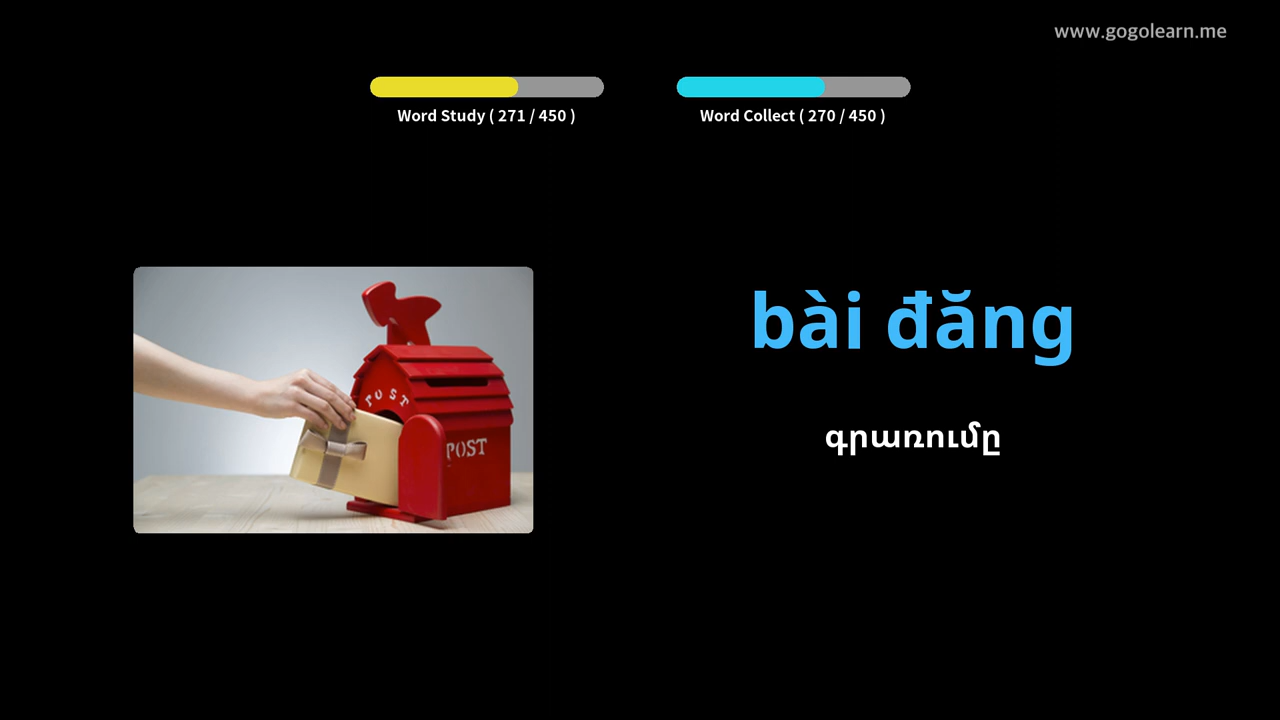 www.gogolearn.me
Word Study ( 271 / 450 )
Word Collect ( 270 / 450 )
POST
POST
bài đăng
գրառումը